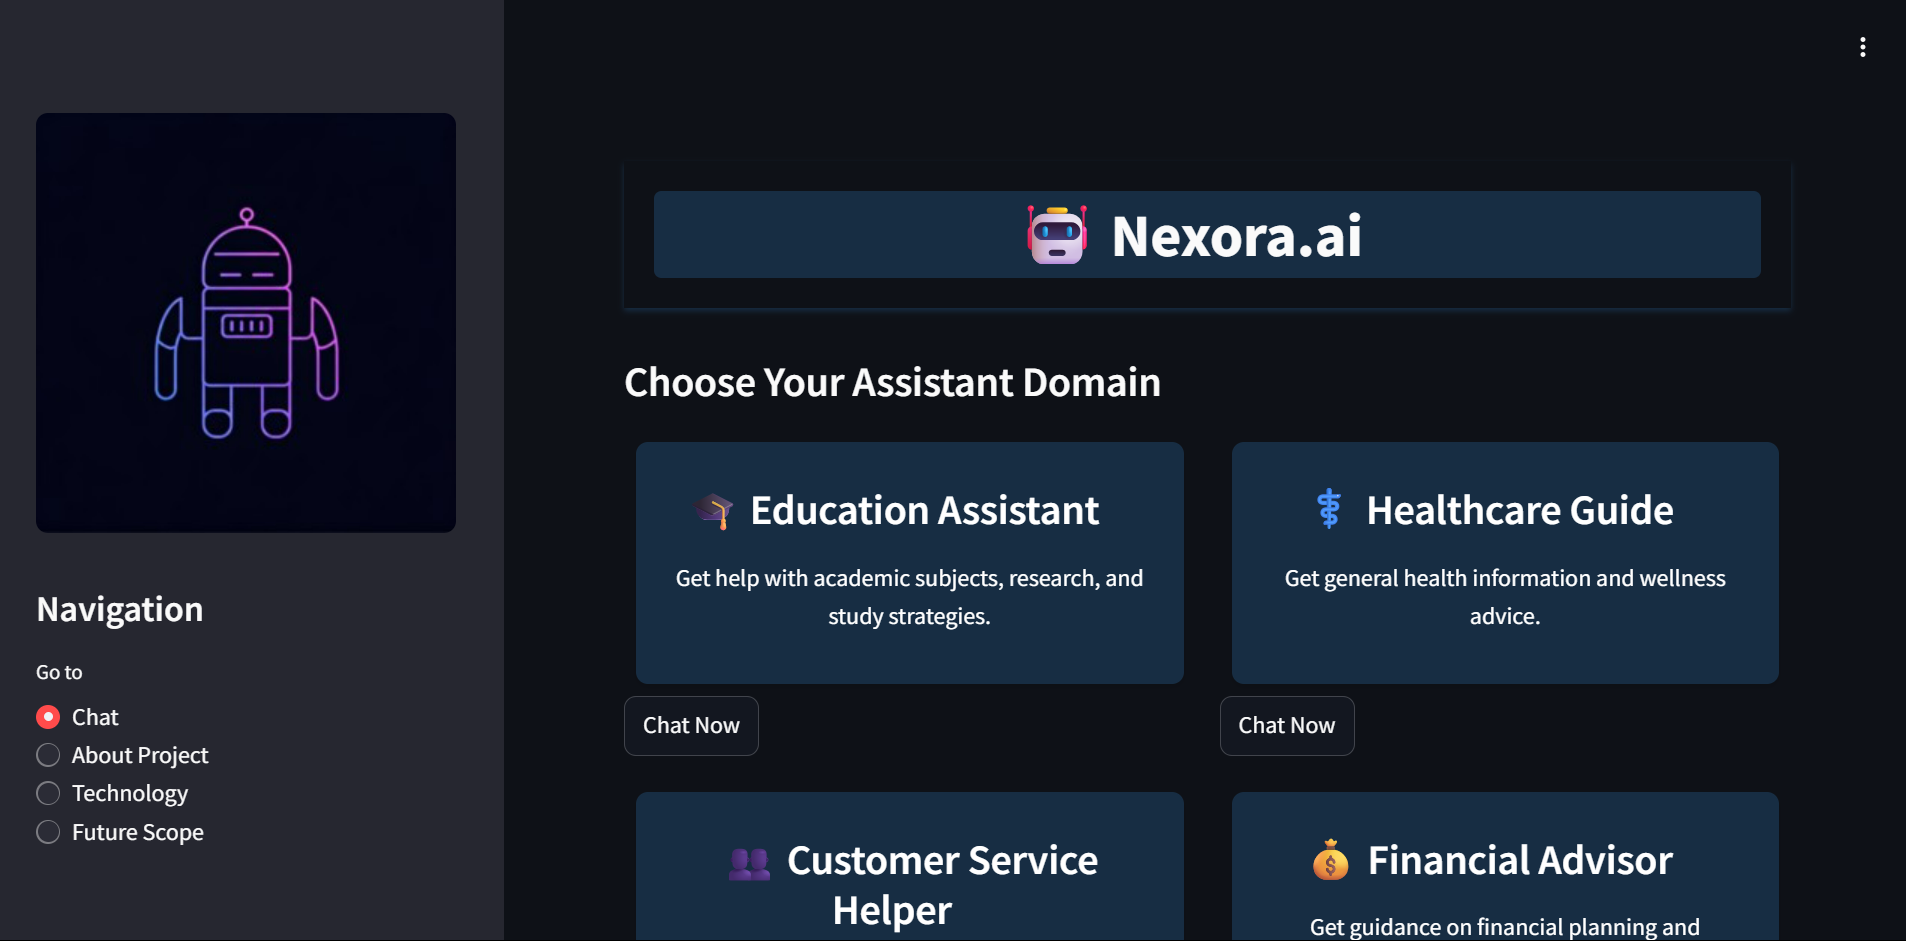 Navigation
Go to
Chat
About Project
Technology
Future Scope
Nexora.ai
Choose Your Assistant Domain
Education Assistant
Get help with academic subjects, research, and
study strategies.
Chat Now
Healthcare Guide
Get general health information and wellness
advice.
Chat Now
Customer Service
Helper
Financial Advisor
Get guidance on financial planning and